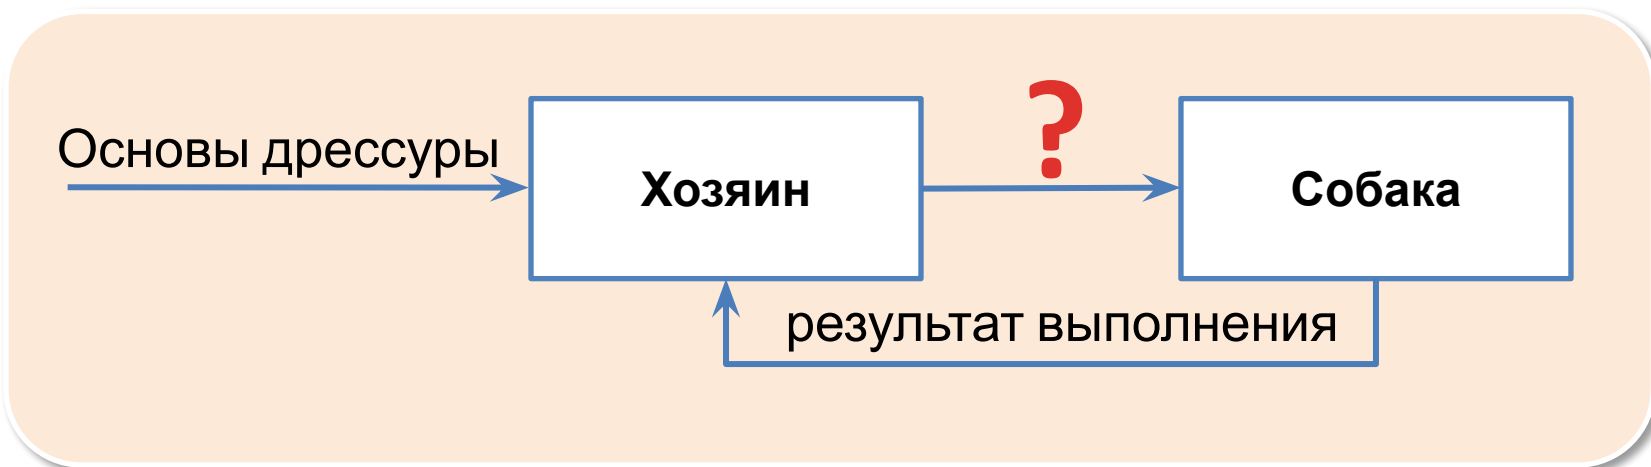 Основы дрессуры
Хозяин
?
Собака
результат выполнения